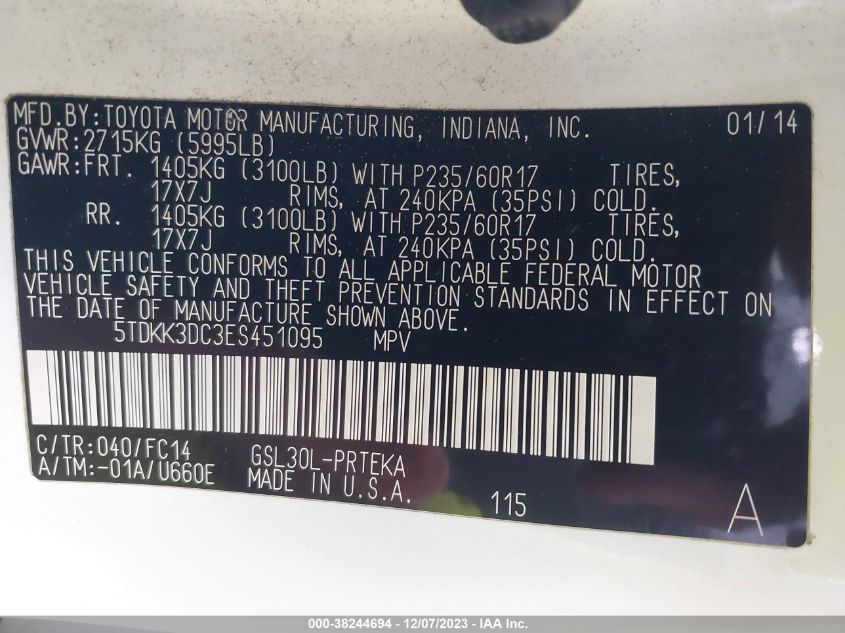 MFD.BY:TOYOTA MOTOR MANUFACTURING, INDIANA, INC. 01/14
GVWR:2715KG (5995LB)
GAWR:FRT. 1405KG (3100LB) WITH P235/60R17 TIRES,
17X7J RIMS, AT 240KPA (35PSI) COLD.
RR. 1405KG (3100LB) WITH P235/60R17 TIRES,
17X7J RIMS, AT 240KPA (35PSI) COLD.
THIS VEHICLE CONFORMS TO ALL APPLICABLE FEDERAL MOTOR
VEHICLE SAFETY AND THEFT PREVENTION STANDARDS IN EFFECT ON
THE DATE OF MANUFACTURE SHOWN ABOVE.
5TDKK3DC3ES451095 MPV
C/TR:040/FC14 GSL30L-PRTEKA
A/TM:-01A/U660E MADE IN U.S.A. 115 A
000-38244694 - 12/07/2023 - IAAI.com